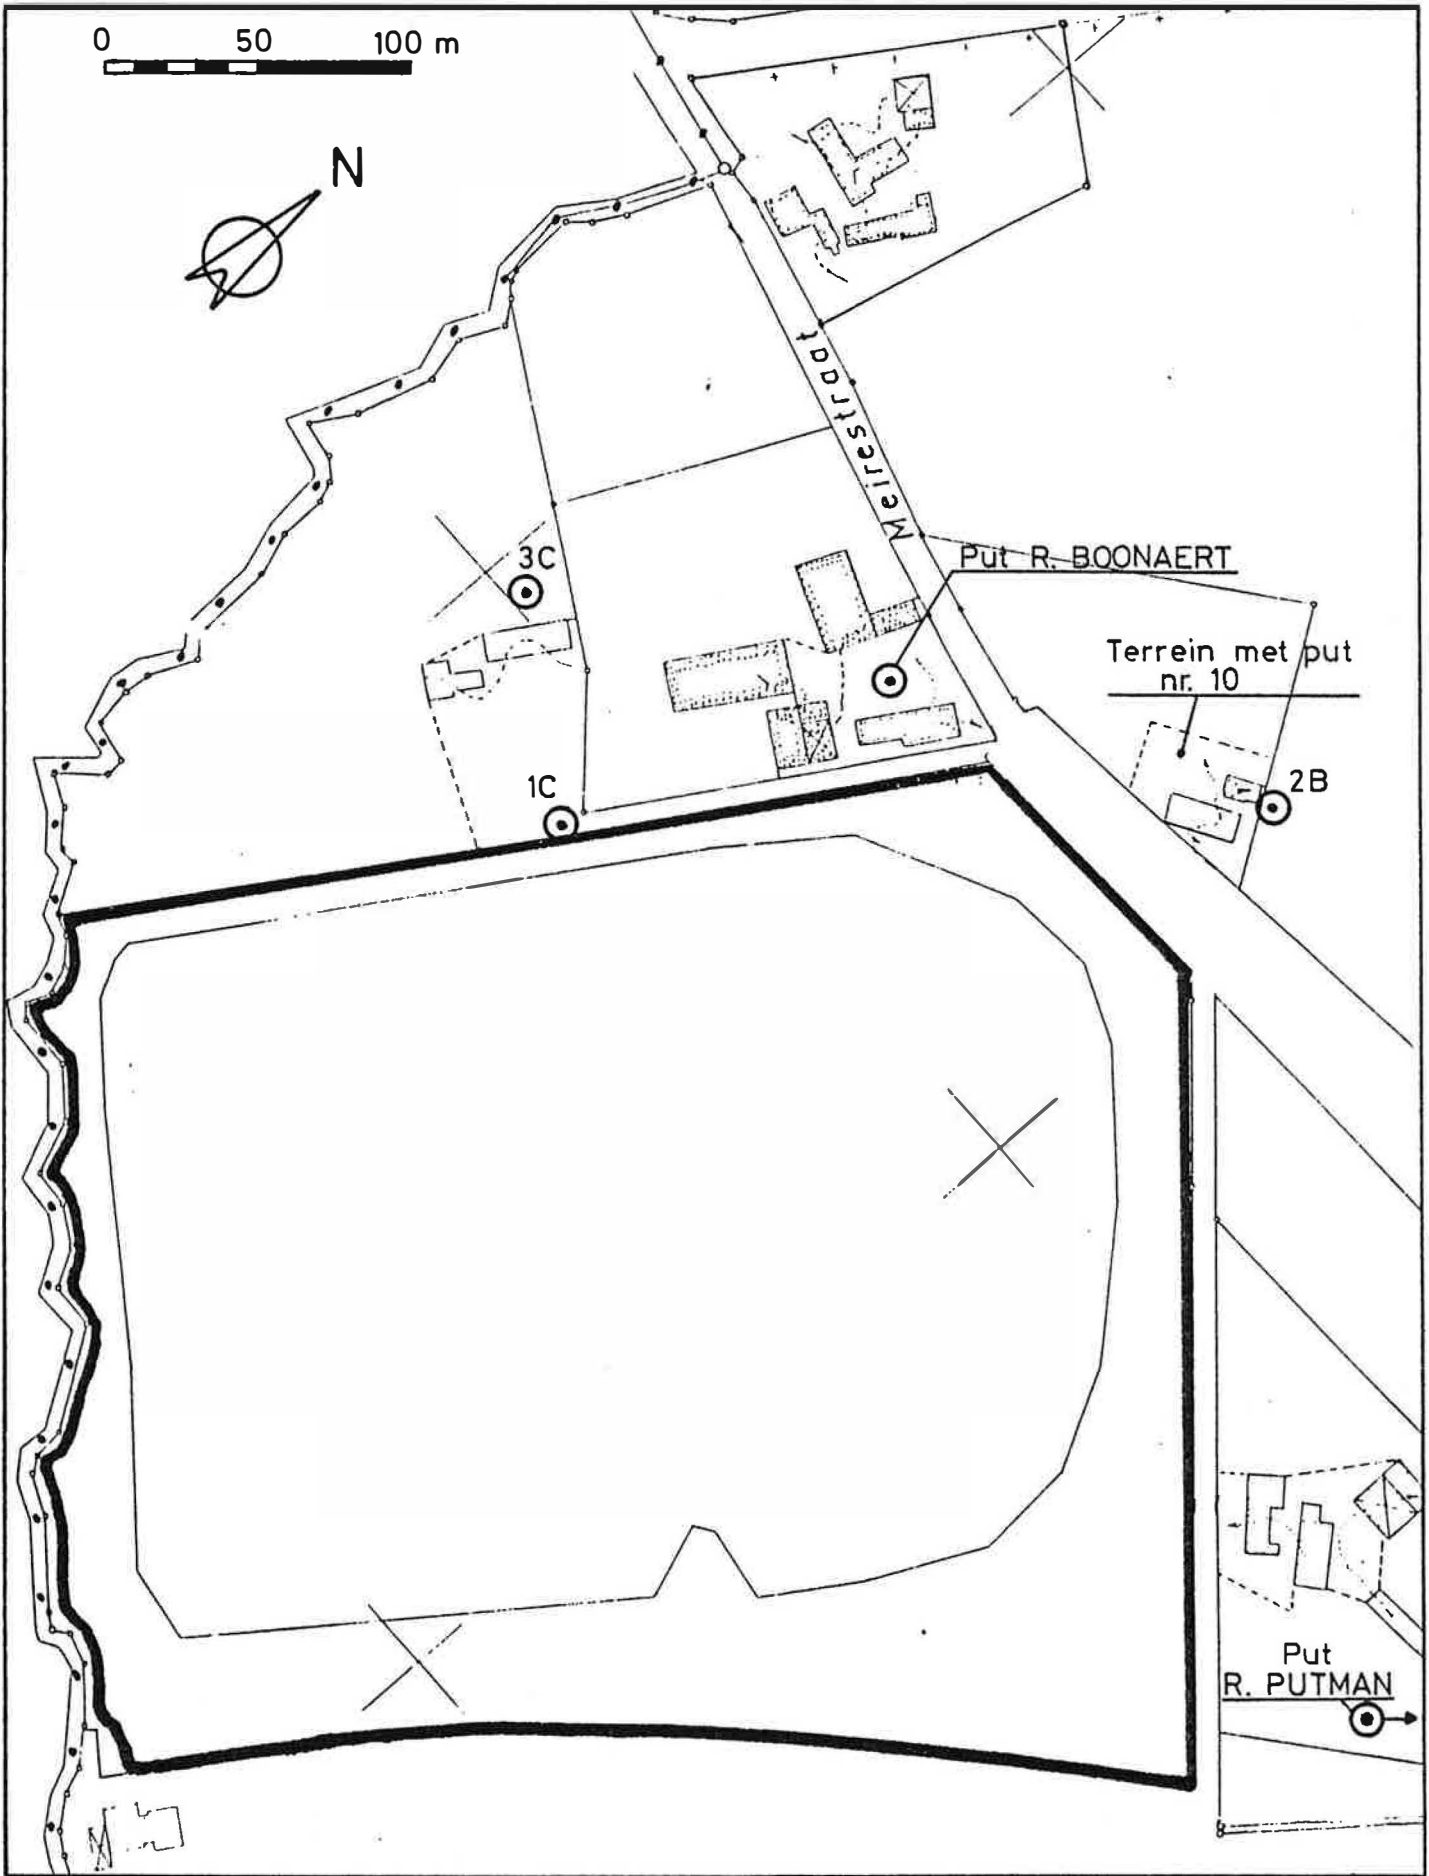 0 50 100 m
N
Meirestraat
Put R. BOONAERT
3C
Terrein met put
nr. 10
1C
2B
Put
R. PUTMAN